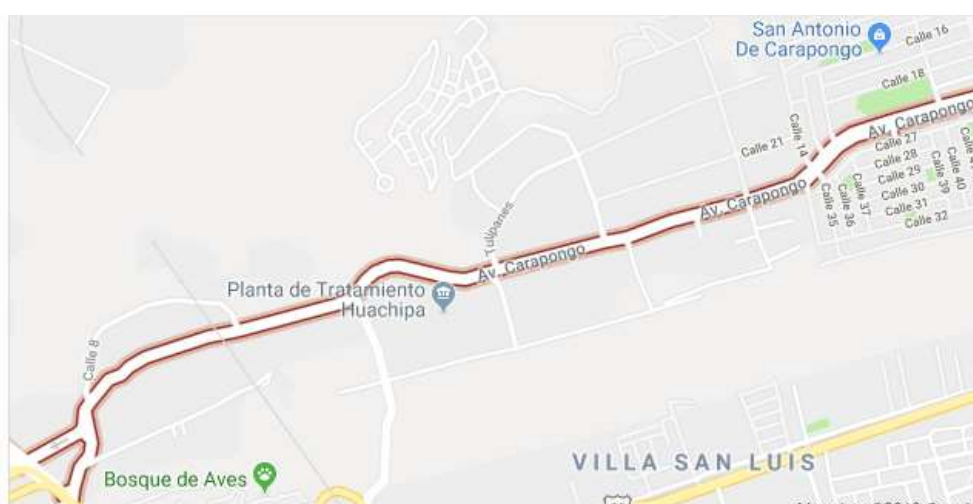 San Antonio
De Carapongo
Calle 16
Calle 18
Av. Carapongo
Calle 14
Calle 21
Calle 27
Calle 28
Calle 29
Calle 30
Calle 31
Calle 32
Calle 39
Calle 40
Calle 35
Calle 36
Calle 37
Av. Carapongo
Tulipanes
Av. Carapongo
Planta de Tratamiento
Huachipa
Calle 8
Bosque de Aves
VILLA SAN LUIS